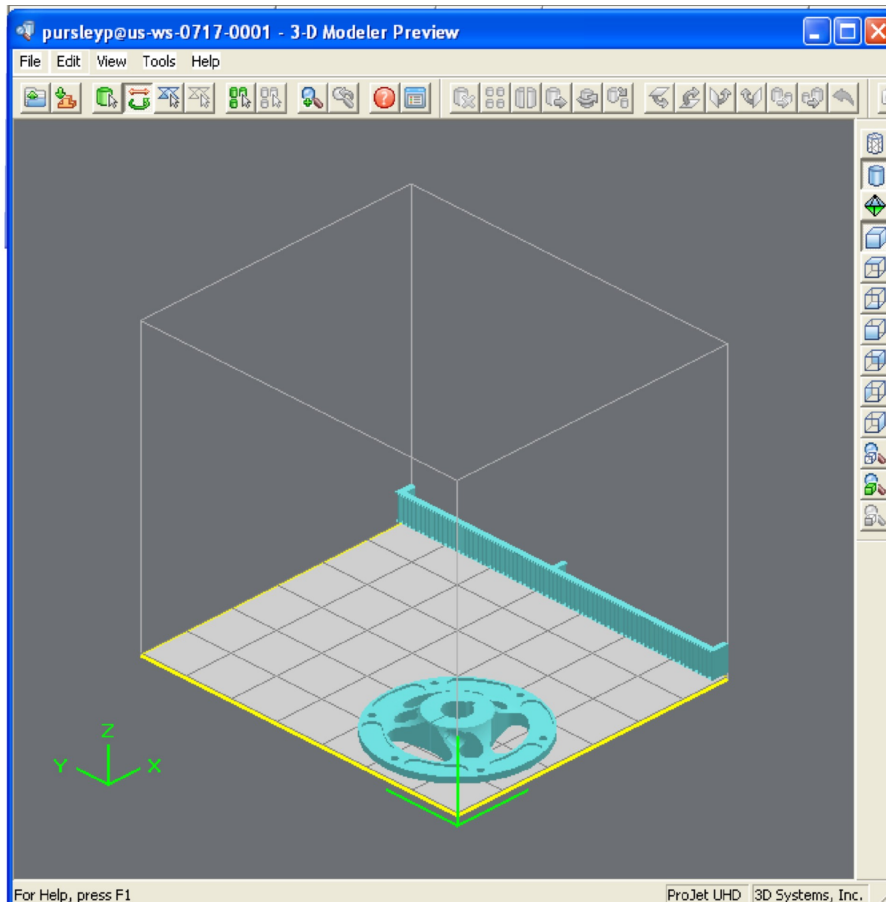 pursleyp@us-ws-0717-0001 - 3-D Modeler Preview
File Edit View Tools Help
Z
Y X
For Help, press F1 ProJet UHD 3D Systems, Inc.